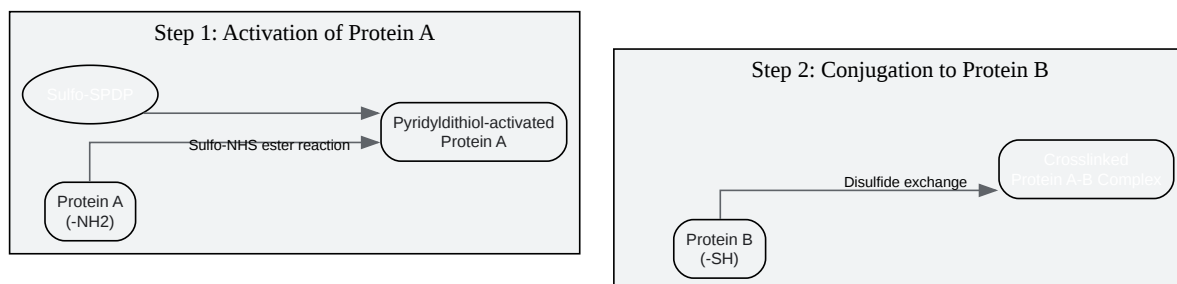 Step 1: Activation of Protein A
Sulfo-SPDP
Pyridyldithiol-activated
Protein A
Sulfo-NHS ester reaction
Protein A
(-NH2)
Step 2: Conjugation to Protein B
Crosslinked
Protein A-B Complex
Disulfide exchange
Protein B
(-SH)